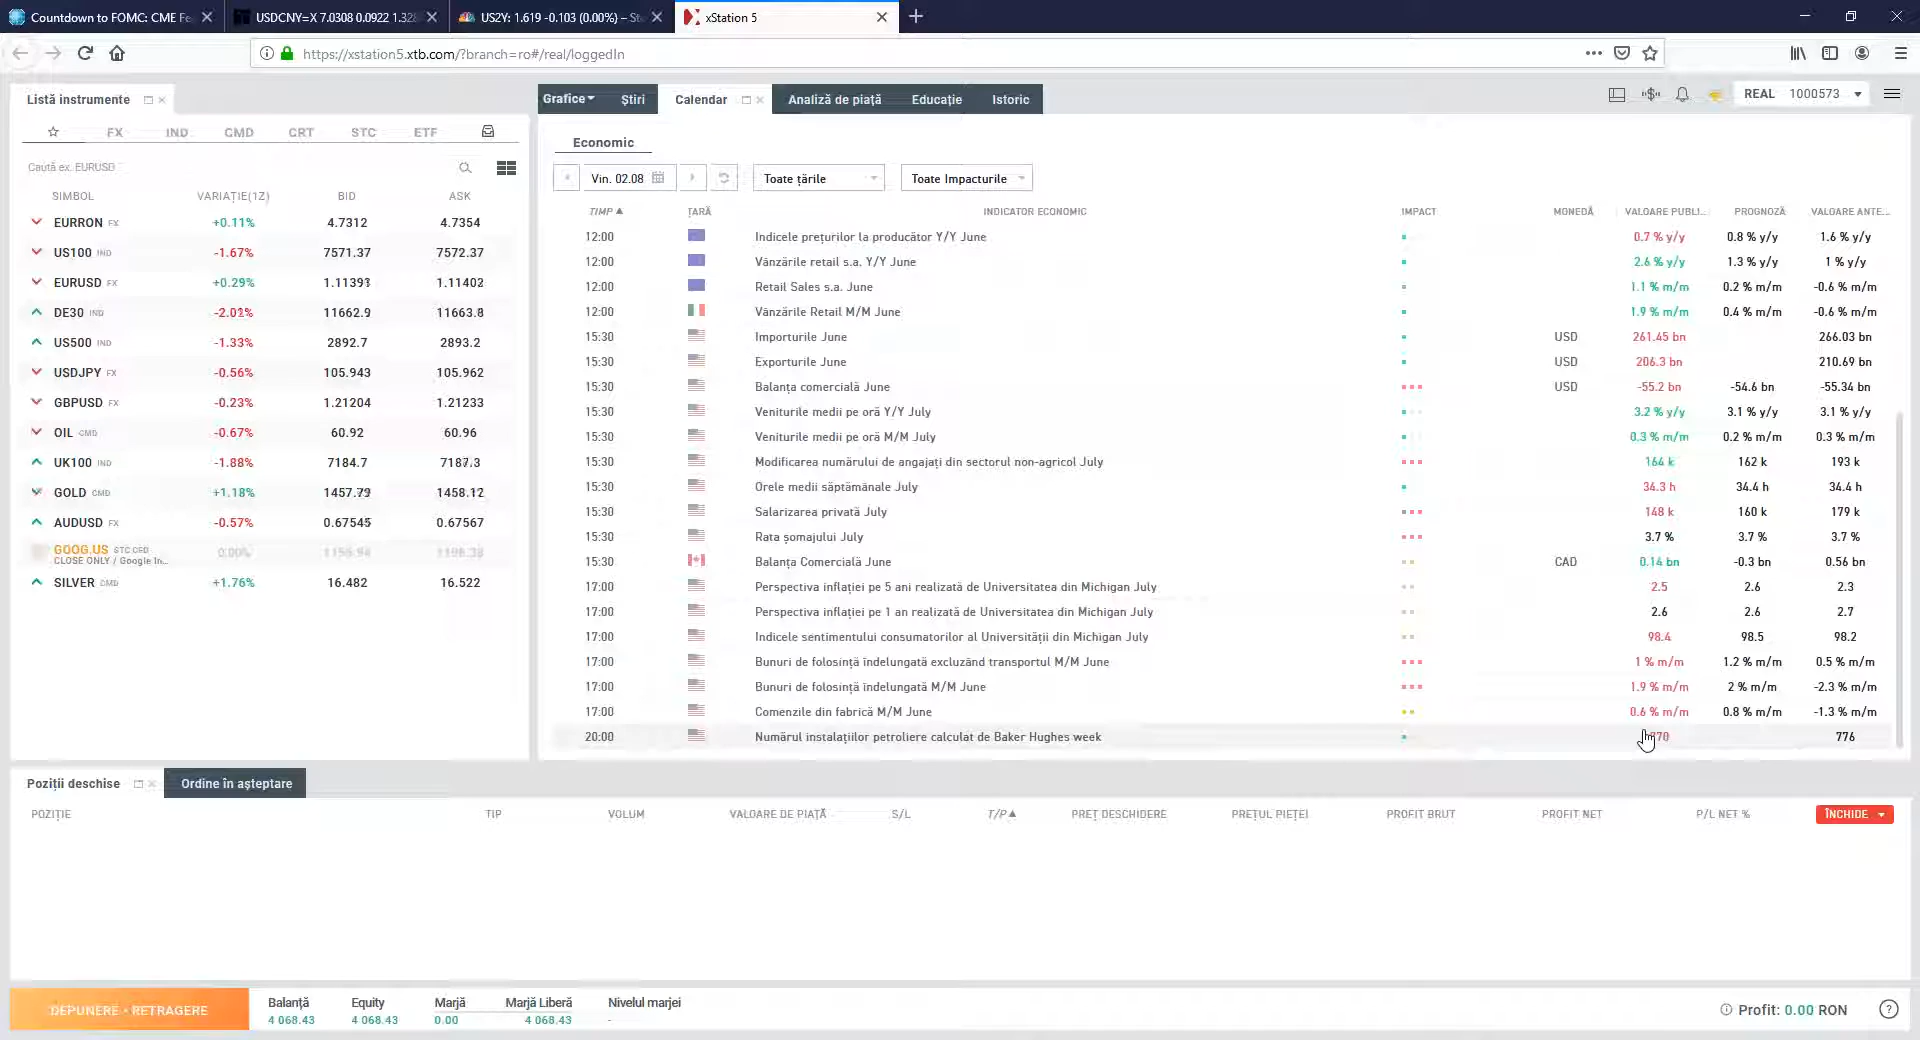 Countdown to FOMC: CME Fe
USDCNY=X 7.0308 0.0922 1.328
US2Y: 1.619 -0.103 (0.00%) – St
xStation 5
https://xstation5.xtb.com/?branch=ro#/real/loggedIn
Listă instrumente
Grafice Știri Calendar Analiză de piață Educație Istoric
REAL 1000573
FX IND CMD CRT STC ETF
Caută ex: EURUSD
SIMBOL VARIAȚIE(1Z) BID ASK
EURRON FX +0.11% 4.7312 4.7354
US100 IND -1.67% 7571.37 7572.37
EURUSD FX +0.29% 1.11393 1.11402
DE30 IND 11662.9 11663.8
US500 IND -1.33% 2892.7 2893.2
USDJPY FX -0.56% 105.943 105.962
GBPUSD FX -0.23% 1.21204 1.21233
OIL CMD -0.67% 60.92 60.96
UK100 IND -1.88% 7184.7 7187.3
GOLD CMD +1.18% 1457.79 1458.12
AUDUSD FX -0.57% 0.67545 0.67567
GOOG.US STC CFD 0.00%
CLOSE ONLY / Google In...
SILVER CMD +1.76% 16.482 16.522
Economic
Vin. 02.08 Toate țările Toate Impacturile
TIMP ȚARĂ INDICATOR ECONOMIC IMPACT MONEDĂ VALOARE PUBLI... PROGNOZĂ VALOARE ANTE...
12:00 Indicele prețurilor la producător Y/Y June 0.7 % y/y 0.8 % y/y 1.6 % y/y
12:00 Vânzările retail s.a. Y/Y June 2.6 % y/y 1.3 % y/y 1 % y/y
12:00 Retail Sales s.a. June 1.1 % m/m 0.2 % m/m -0.6 % m/m
12:00 Vânzările Retail M/M June 1.9 % m/m 0.4 % m/m -0.6 % m/m
15:30 Importurile June USD 261.45 bn 266.03 bn
15:30 Exporturile June USD 206.3 bn 210.69 bn
15:30 Balanța comercială June USD -55.2 bn -54.6 bn -55.34 bn
15:30 Veniturile medii pe oră Y/Y July 3.2 % y/y 3.1 % y/y 3.1 % y/y
15:30 Veniturile medii pe oră M/M July 0.3 % m/m 0.2 % m/m 0.3 % m/m
15:30 Modificarea numărului de angajați din sectorul non-agricol July 164 k 162 k 193 k
15:30 Orele medii săptămânale July 34.3 h 34.4 h 34.4 h
15:30 Salarizarea privată July 148 k 160 k 179 k
15:30 Rata șomajului July 3.7 % 3.7 % 3.7 %
15:30 Balanța Comercială June CAD 0.14 bn -0.3 bn 0.56 bn
17:00 Perspectiva inflației pe 5 ani realizată de Universitatea din Michigan July 2.5 2.6 2.3
17:00 Perspectiva inflației pe 1 an realizată de Universitatea din Michigan July 2.6 2.6 2.7
17:00 Indicele sentimentului consumatorilor al Universității din Michigan July 98.4 98.5 98.2
17:00 Bunuri de folosință îndelungată excluzând transportul M/M June 1 % m/m 1.2 % m/m 0.5 % m/m
17:00 Bunuri de folosință îndelungată M/M June 1.9 % m/m 2 % m/m -2.3 % m/m
17:00 Comenzile din fabrică M/M June 0.6 % m/m 0.8 % m/m -1.3 % m/m
20:00 Numărul instalațiilor petroliere calculat de Baker Hughes week 776
Poziții deschise Ordine în așteptare
POZIȚIE TIP VOLUM VALOARE DE PIAȚĂ S/L T/P PREȚ DESCHIDERE PREȚUL PIEȚEI PROFIT BRUT PROFIT NET P/L NET % ÎNCHIDE
DEPUNERE - RETRAGERE
Balanță Equity Marjă Marjă Liberă Nivelul marjei
4 068.43 4 068.43 0.00 4 068.43 -
Profit: 0.00 RON